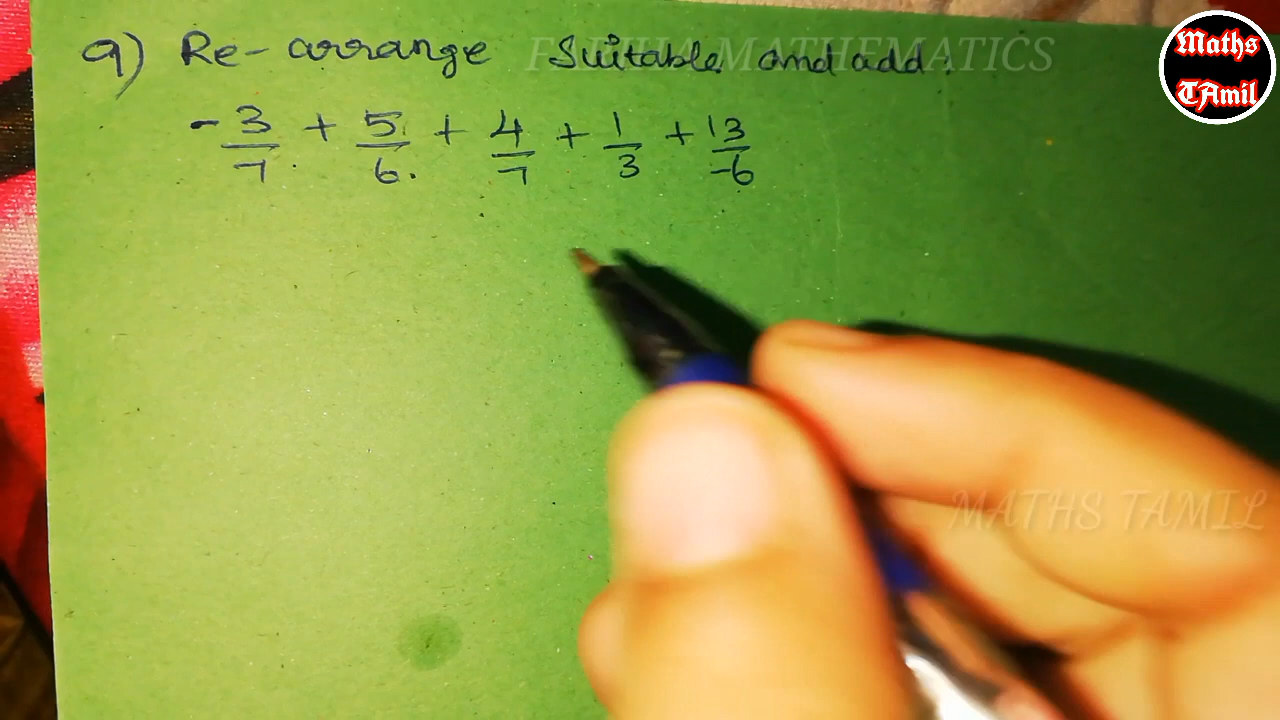 9) Re-arrange Suitable and add:
-3/7 + 5/6 + 4/7 + 1/3 + 13/-6
Maths
TAmil
MATHEMATICS
MATHS TAMIL